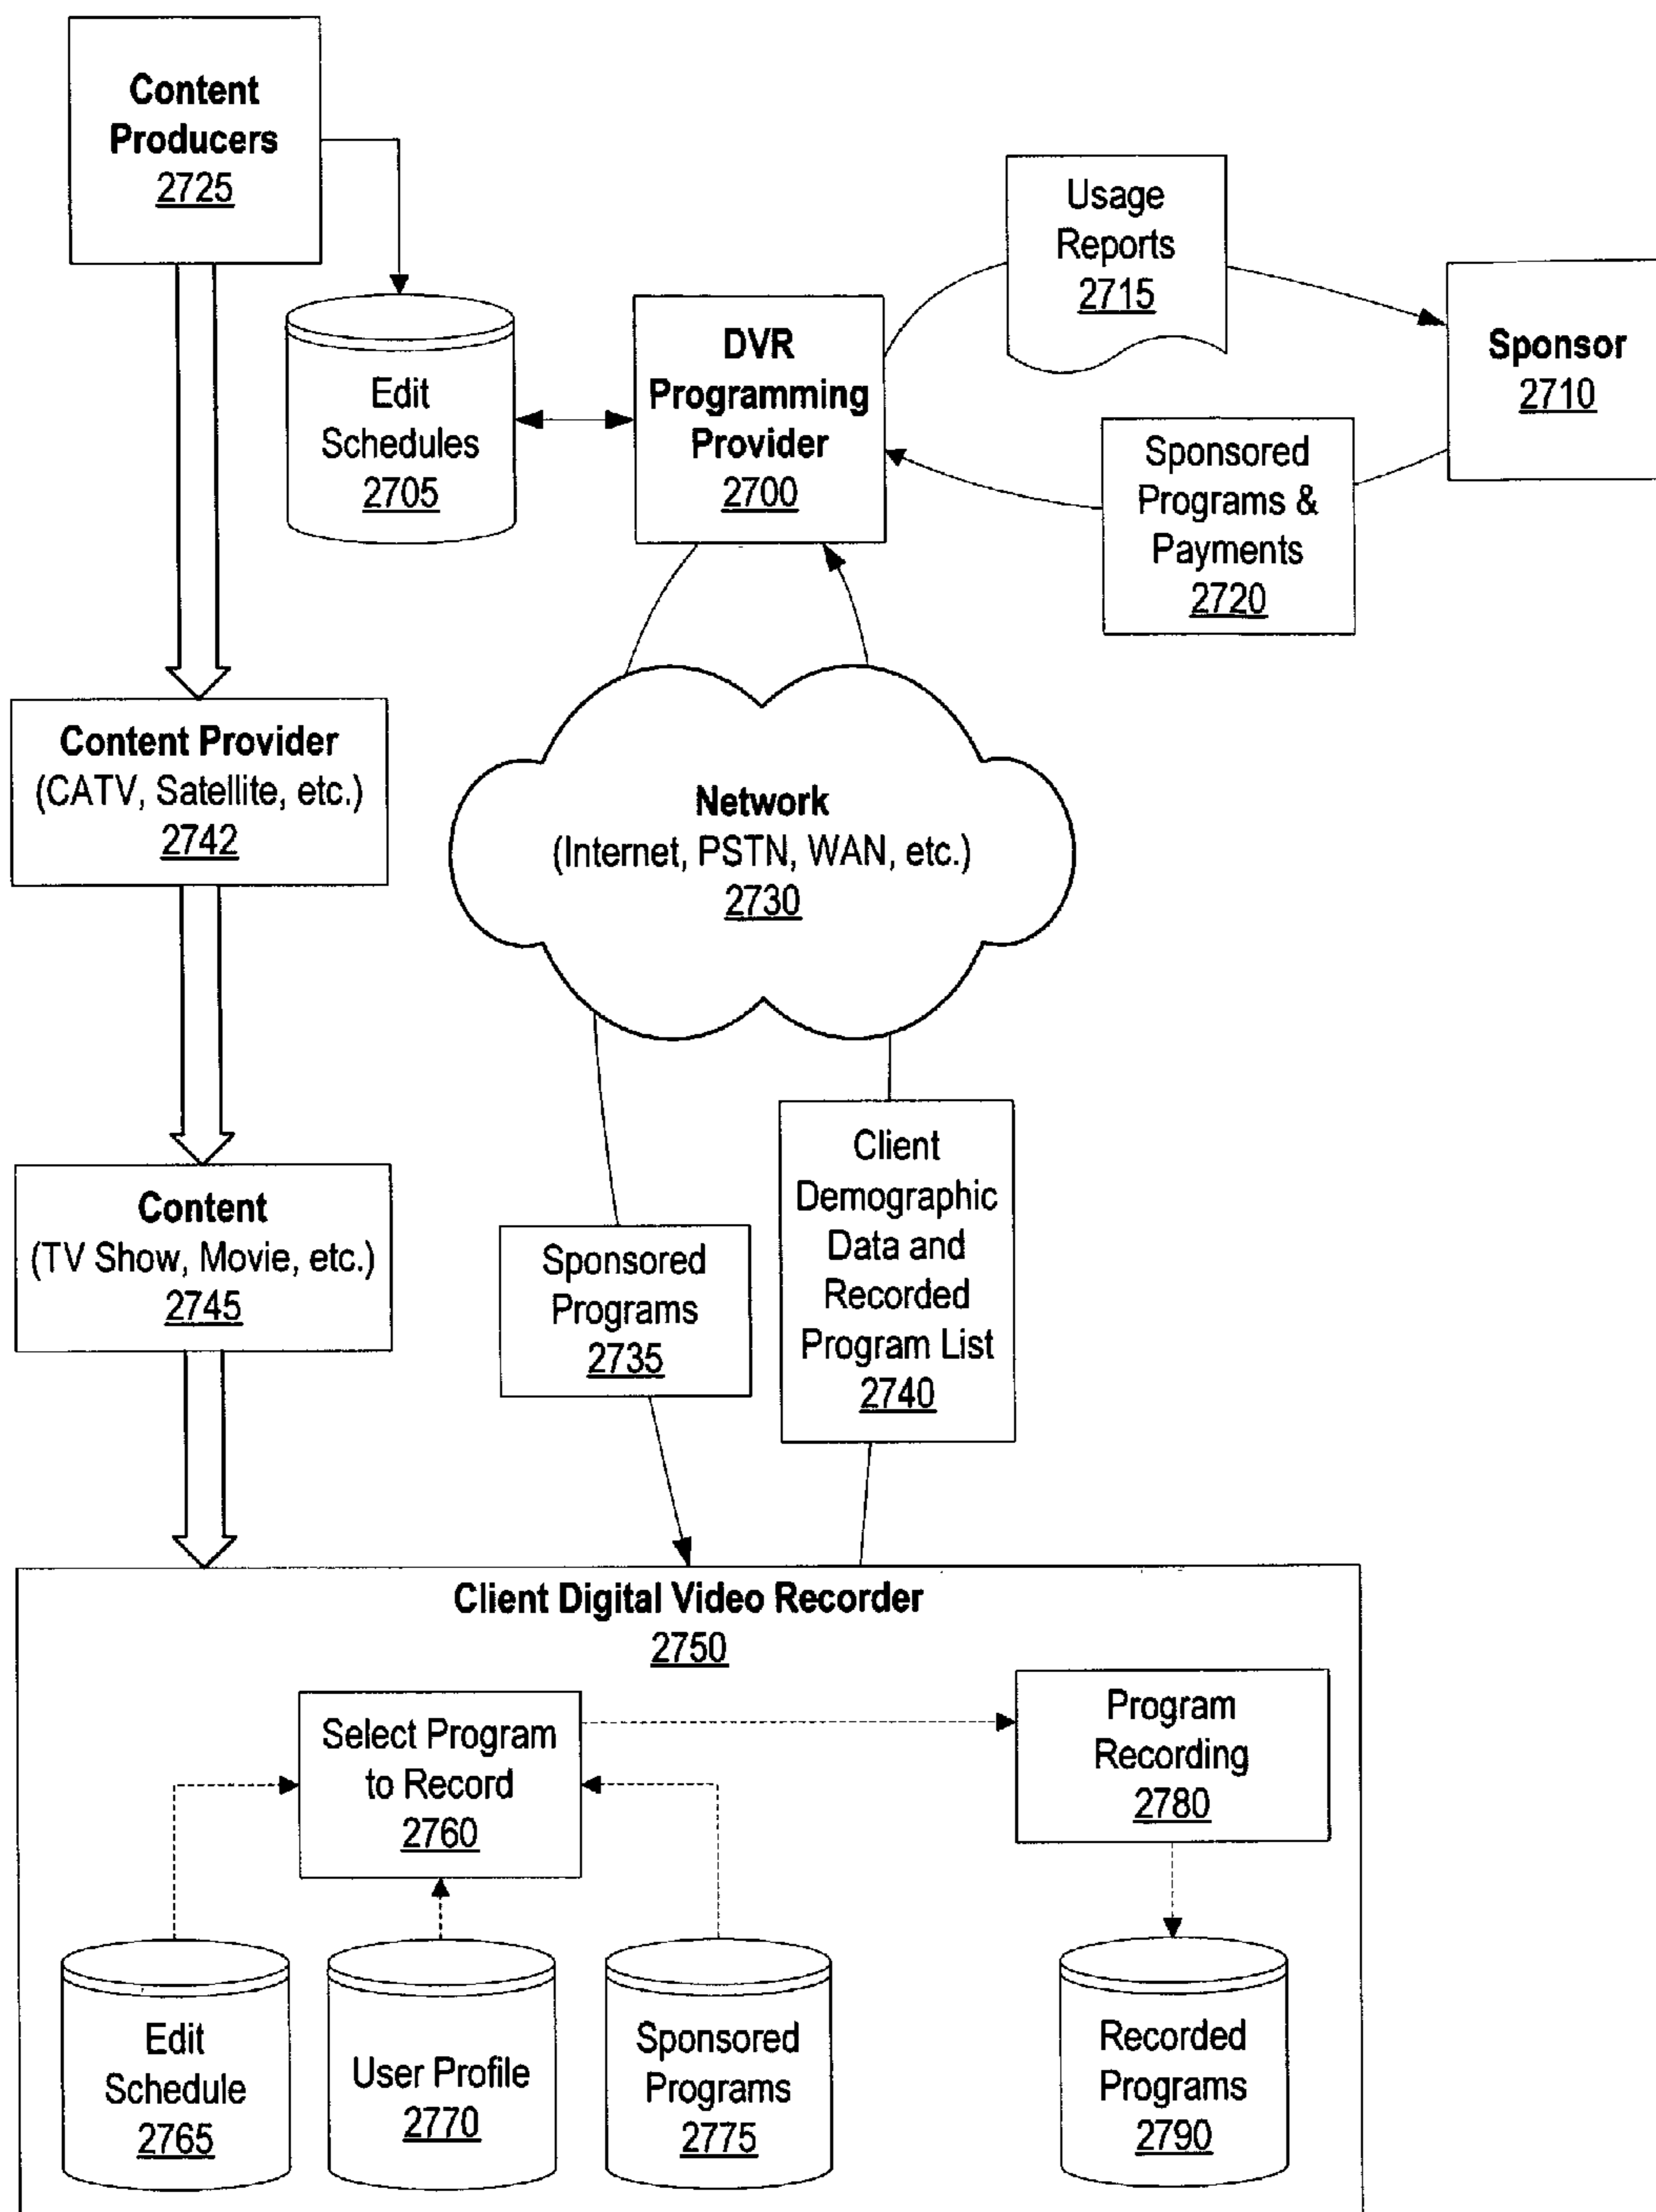 Content
Producers
2725
Usage
Reports
2715
Edit
Schedules
2705
DVR
Programming
Provider
2700
Sponsor
2710
Sponsored
Programs &
Payments
2720
Content Provider
(CATV, Satellite, etc.)
2742
Network
(Internet, PSTN, WAN, etc.)
2730
Content
(TV Show, Movie, etc.)
2745
Sponsored
Programs
2735
Client
Demographic
Data and
Recorded
Program List
2740
Client Digital Video Recorder
2750
Select Program
to Record
2760
Program
Recording
2780
Edit
Schedule
2765
User Profile
2770
Sponsored
Programs
2775
Recorded
Programs
2790